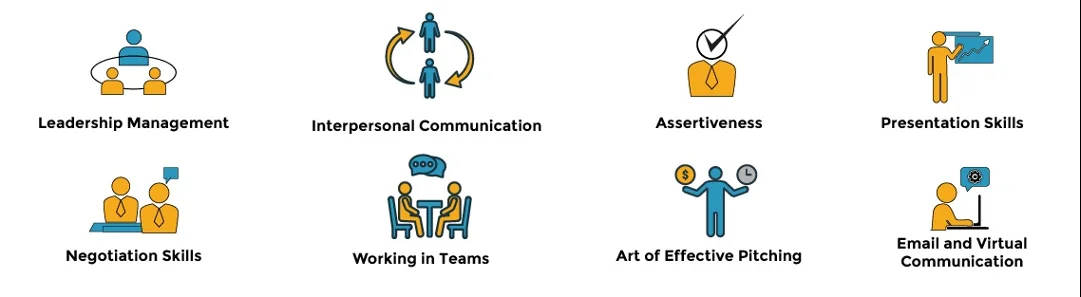 Leadership Management
Interpersonal Communication
Assertiveness
Presentation Skills
Negotiation Skills
Working in Teams
Art of Effective Pitching
Email and Virtual
Communication